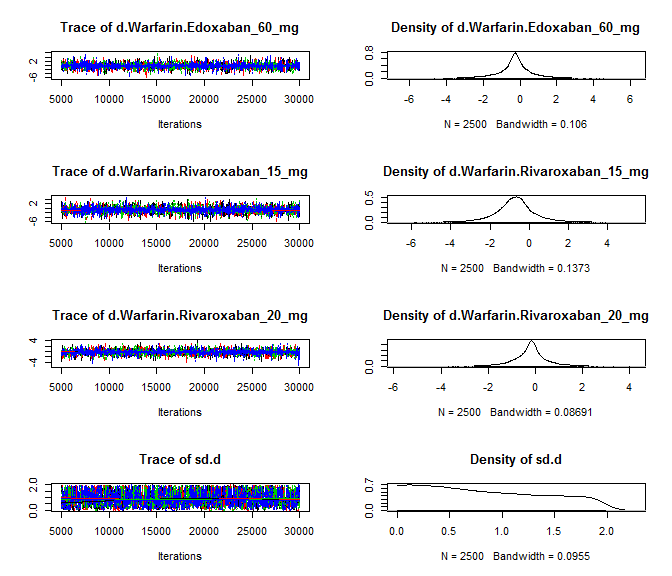 Trace of d.Warfarin.Edoxaban_60_mg
-6 2
5000 10000 15000 20000 25000 30000
Iterations
Density of d.Warfarin.Edoxaban_60_mg
0.0 0.8
-6 -4 -2 0 2 4 6
N = 2500 Bandwidth = 0.106
Trace of d.Warfarin.Rivaroxaban_15_mg
-6 2
5000 10000 15000 20000 25000 30000
Iterations
Density of d.Warfarin.Rivaroxaban_15_mg
0.0 0.5
-6 -4 -2 0 2 4
N = 2500 Bandwidth = 0.1373
Trace of d.Warfarin.Rivaroxaban_20_mg
-4 4
5000 10000 15000 20000 25000 30000
Iterations
Density of d.Warfarin.Rivaroxaban_20_mg
0.0
-6 -4 -2 0 2 4
N = 2500 Bandwidth = 0.08691
Trace of sd.d
0.0 2.0
5000 10000 15000 20000 25000 30000
Iterations
Density of sd.d
0.0 0.7
0.0 0.5 1.0 1.5 2.0
N = 2500 Bandwidth = 0.0955